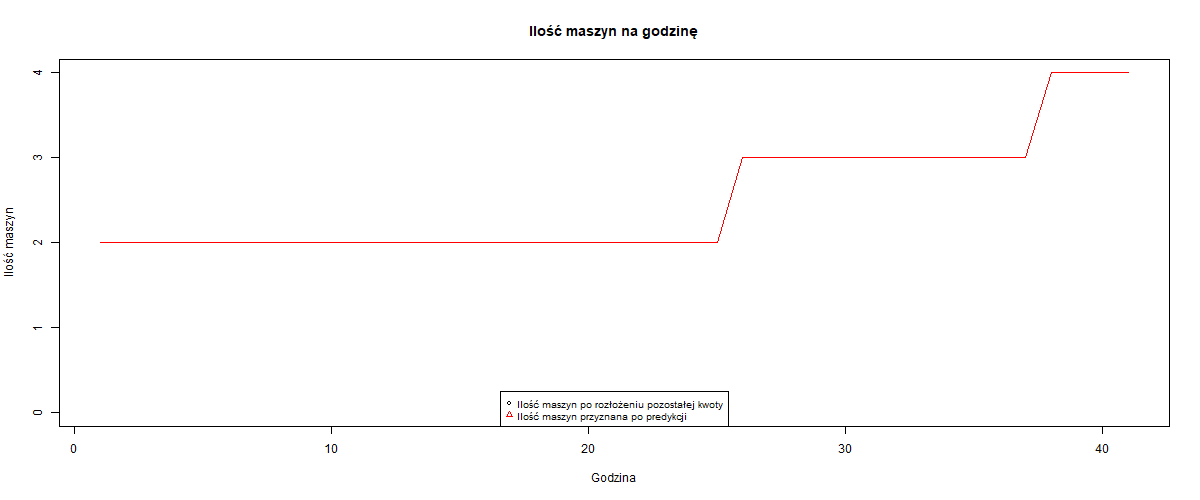 Ilość maszyn na godzinę
Ilość maszyn
4
3
2
1
0
Ilość maszyn po rozłożeniu pozostałej kwoty
Ilość maszyn przyznana po predykcji
0 10 20 30 40
Godzina